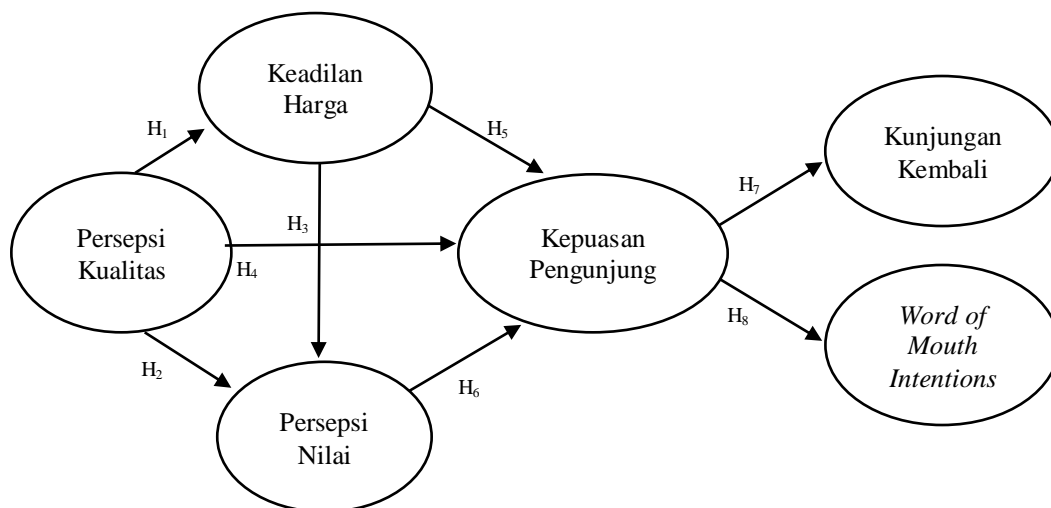 Keadilan
Harga
H1
H5
Kunjungan
Kembali
H7
Persepsi
Kualitas
H3
H4
Kepuasan
Pengunjung
H2
H6
H8
Word of
Mouth
Intentions
Persepsi
Nilai